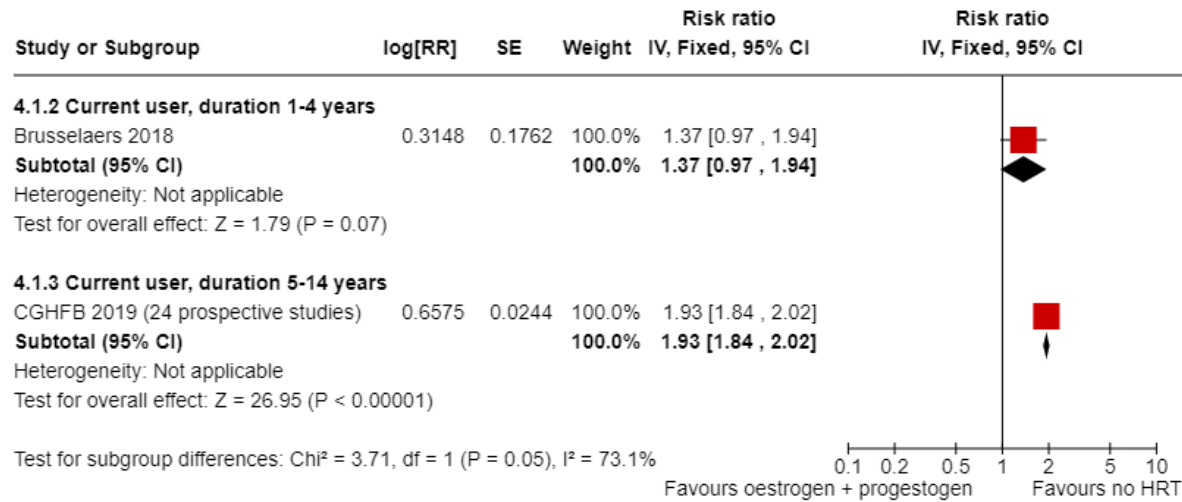 Risk ratio Risk ratio
Study or Subgroup log[RR] SE Weight IV, Fixed, 95% CI IV, Fixed, 95% CI
4.1.2 Current user, duration 1-4 years
Brusselaers 2018 0.3148 0.1762 100.0% 1.37 [0.97 , 1.94]
Subtotal (95% CI) 100.0% 1.37 [0.97 , 1.94]
Heterogeneity: Not applicable
Test for overall effect: Z = 1.79 (P = 0.07)
4.1.3 Current user, duration 5-14 years
CGHFB 2019 (24 prospective studies) 0.6575 0.0244 100.0% 1.93 [1.84 , 2.02]
Subtotal (95% CI) 100.0% 1.93 [1.84 , 2.02]
Heterogeneity: Not applicable
Test for overall effect: Z = 26.95 (P < 0.00001)
Test for subgroup differences: Chi² = 3.71, df = 1 (P = 0.05), I² = 73.1%
0.1 0.2 0.5 1 2 5 10
Favours oestrogen + progestogen Favours no HRT